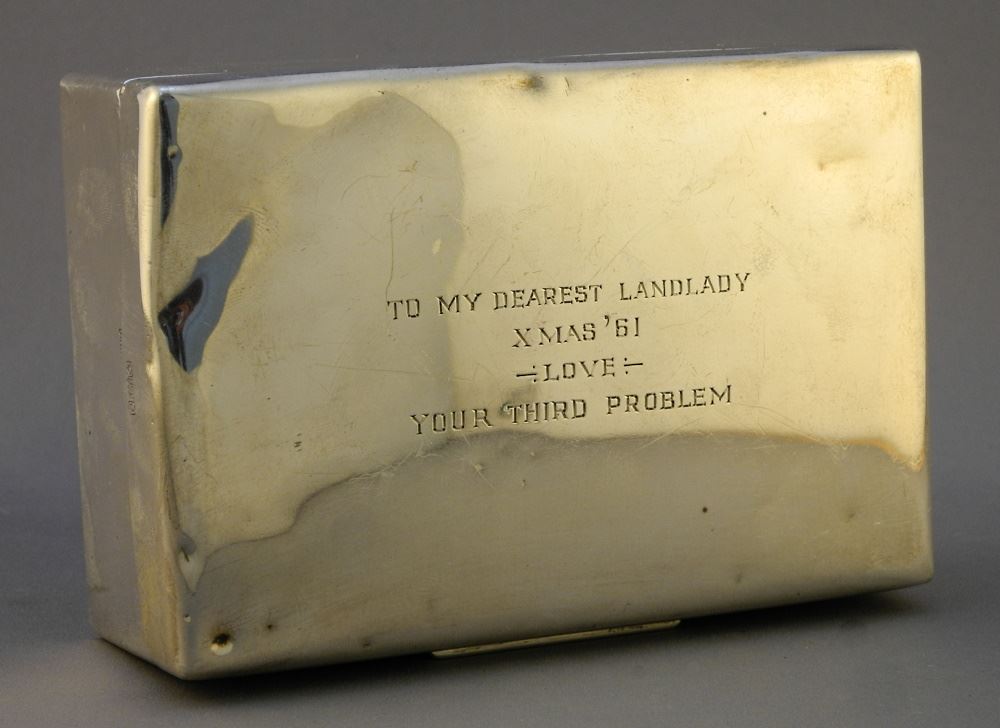 TO MY DEAREST LANDLADY
XMAS '61
÷LOVE÷
YOUR THIRD PROBLEM